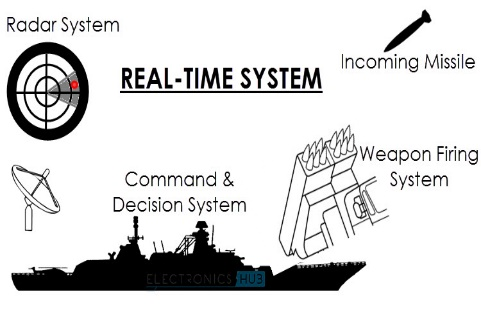 Radar System
Incoming Missile
REAL-TIME SYSTEM
Weapon Firing
System
Command &
Decision System
ELECTRONICS HUB